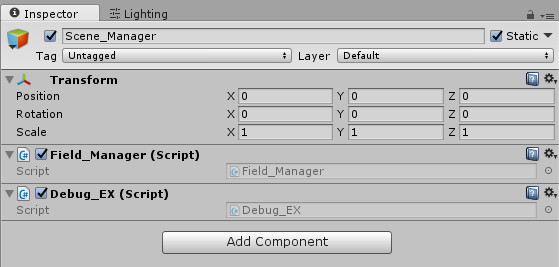 Inspector Lighting
Scene_Manager Static
Tag Untagged Layer Default
Transform
Position X 0 Y 0 Z 0
Rotation X 0 Y 0 Z 0
Scale X 1 Y 1 Z 1
Field_Manager (Script)
Script Field_Manager
Debug_EX (Script)
Script Debug_EX
Add Component